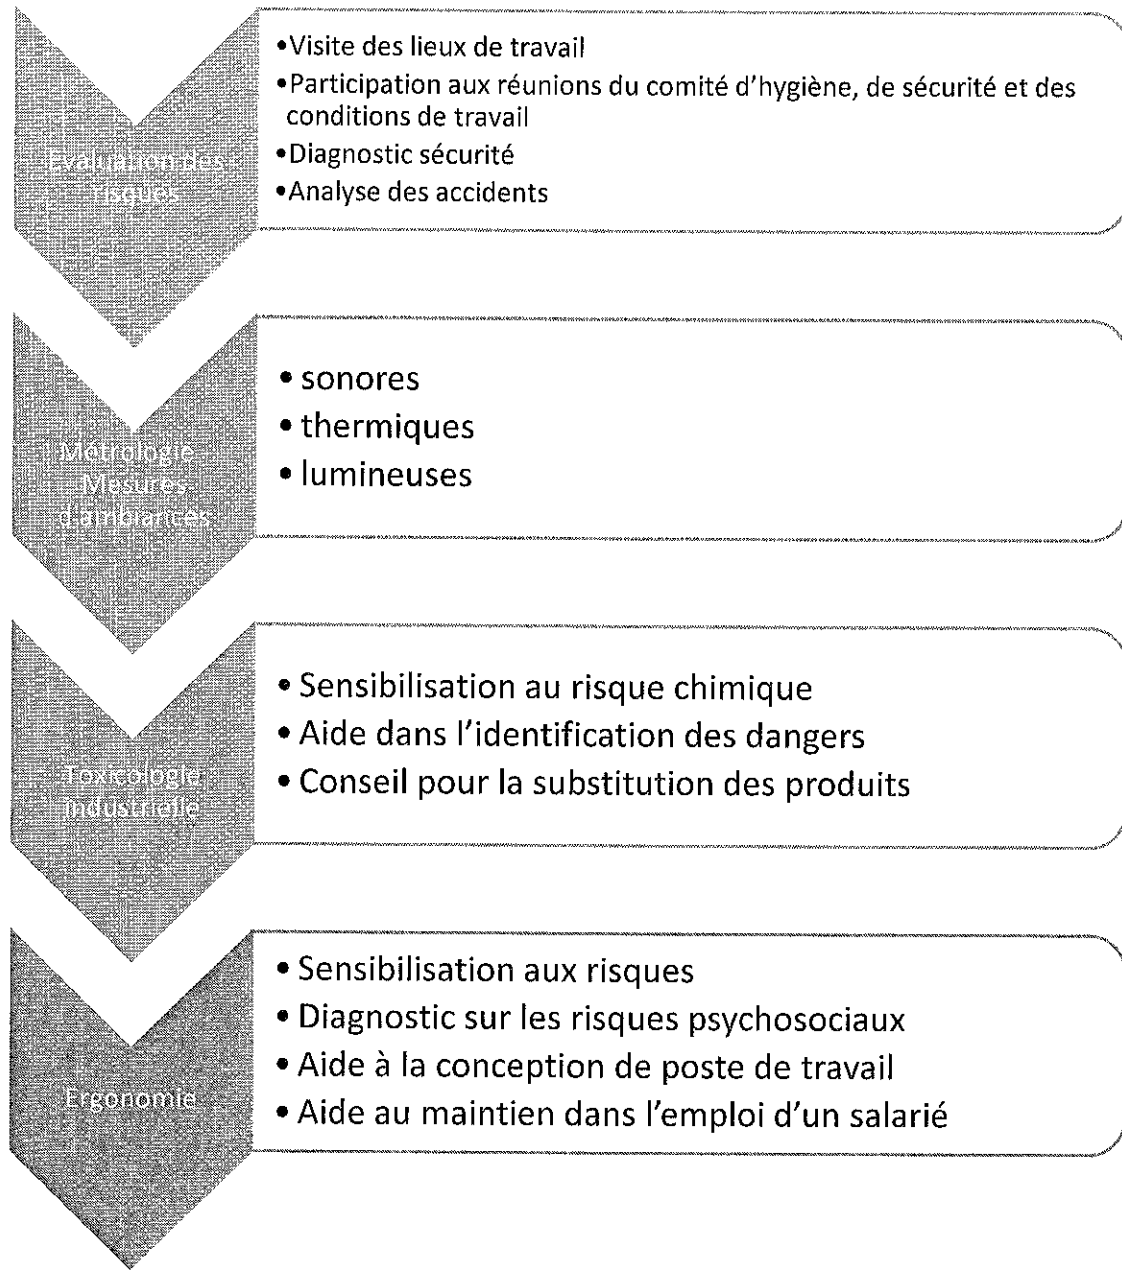 Evaluation des
risques
•Visite des lieux de travail
•Participation aux réunions du comité d'hygiène, de sécurité et des
conditions de travail
•Diagnostic sécurité
•Analyse des accidents
Métrologie
Mesures
d'ambiances
• sonores
• thermiques
• lumineuses
Toxicologie
industrielle
• Sensibilisation au risque chimique
• Aide dans l'identification des dangers
• Conseil pour la substitution des produits
Ergonomie
• Sensibilisation aux risques
• Diagnostic sur les risques psychosociaux
• Aide à la conception de poste de travail
• Aide au maintien dans l'emploi d'un salarié